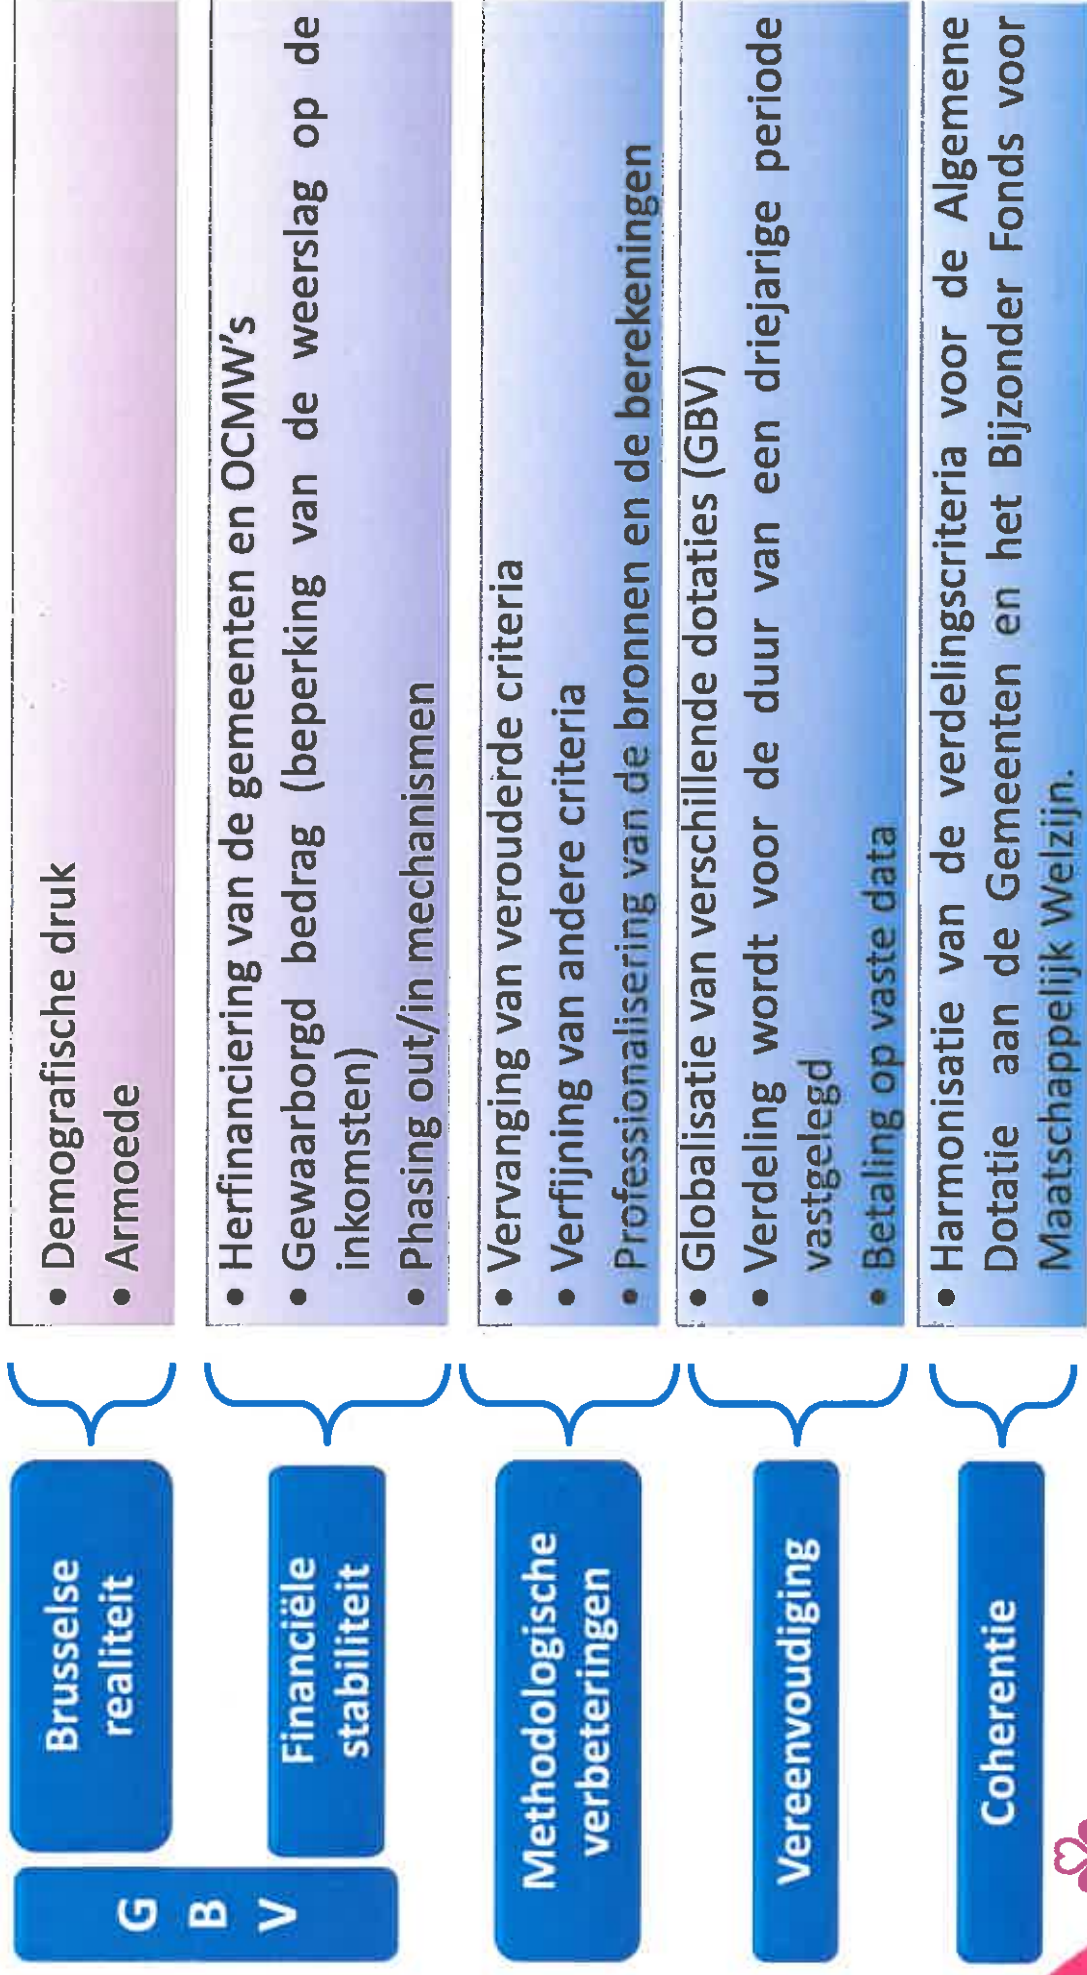 G
B
V
Brusselse
realiteit
• Demografische druk
• Armoede
Financiële
stabiliteit
• Herfinanciering van de gemeenten en OCMW's
• Gewaarborgd bedrag (beperking van de weerslag op de
inkomsten)
• Phasing out/in mechanismen
Methodologische
verbeteringen
• Vervanging van verouderde criteria
• Verfijning van andere criteria
• Professionalisering van de bronnen en de berekeningen
Vereenvoudiging
• Globalisatie van verschillende dotaties (GBV)
• Verdeling wordt voor de duur van een driejarige periode
vastgelegd
• Betaling op vaste data
Coherentie
• Harmonisatie van de verdelingscriteria voor de Algemene
Dotatie aan de Gemeenten en het Bijzonder Fonds voor
Maatschappelijk Welzijn.